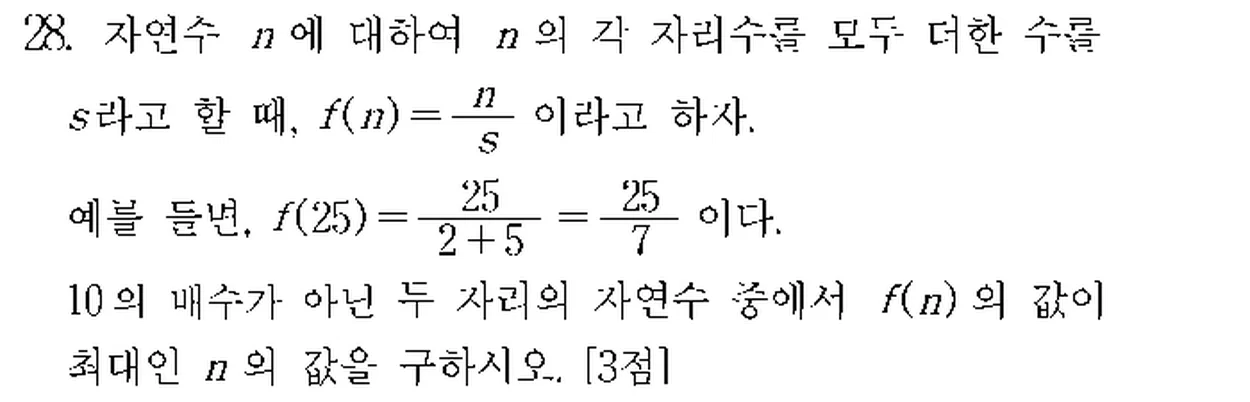 28. 자연수 n에 대하여 n의 각 자리수를 모두 더한 수를
s라고 할 때, f(n)=n/s 이라고 하자.
예를 들면, f(25)=25/(2+5)=25/7 이다.
10의 배수가 아닌 두 자리의 자연수 중에서 f(n)의 값이
최대인 n의 값을 구하시오. [3점]